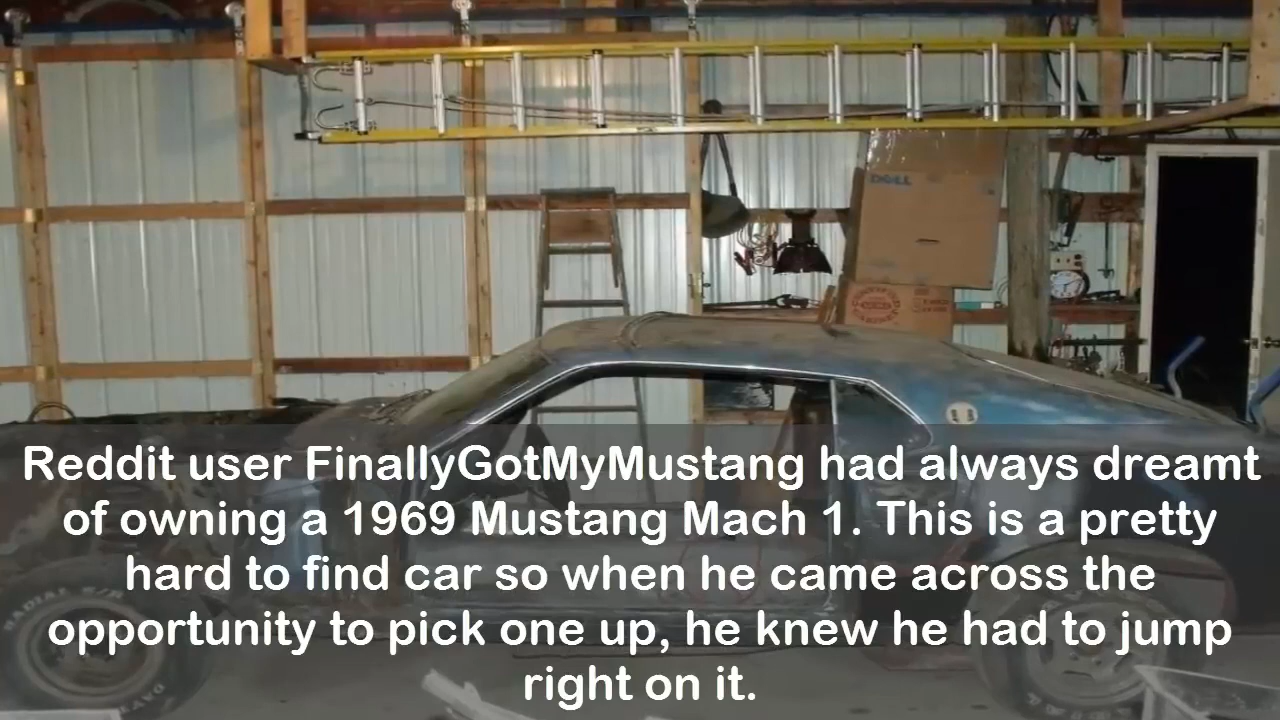 DELL
Reddit user FinallyGotMyMustang had always dreamt
of owning a 1969 Mustang Mach 1. This is a pretty
hard to find car so when he came across the
opportunity to pick one up, he knew he had to jump
right on it.
RADIAL